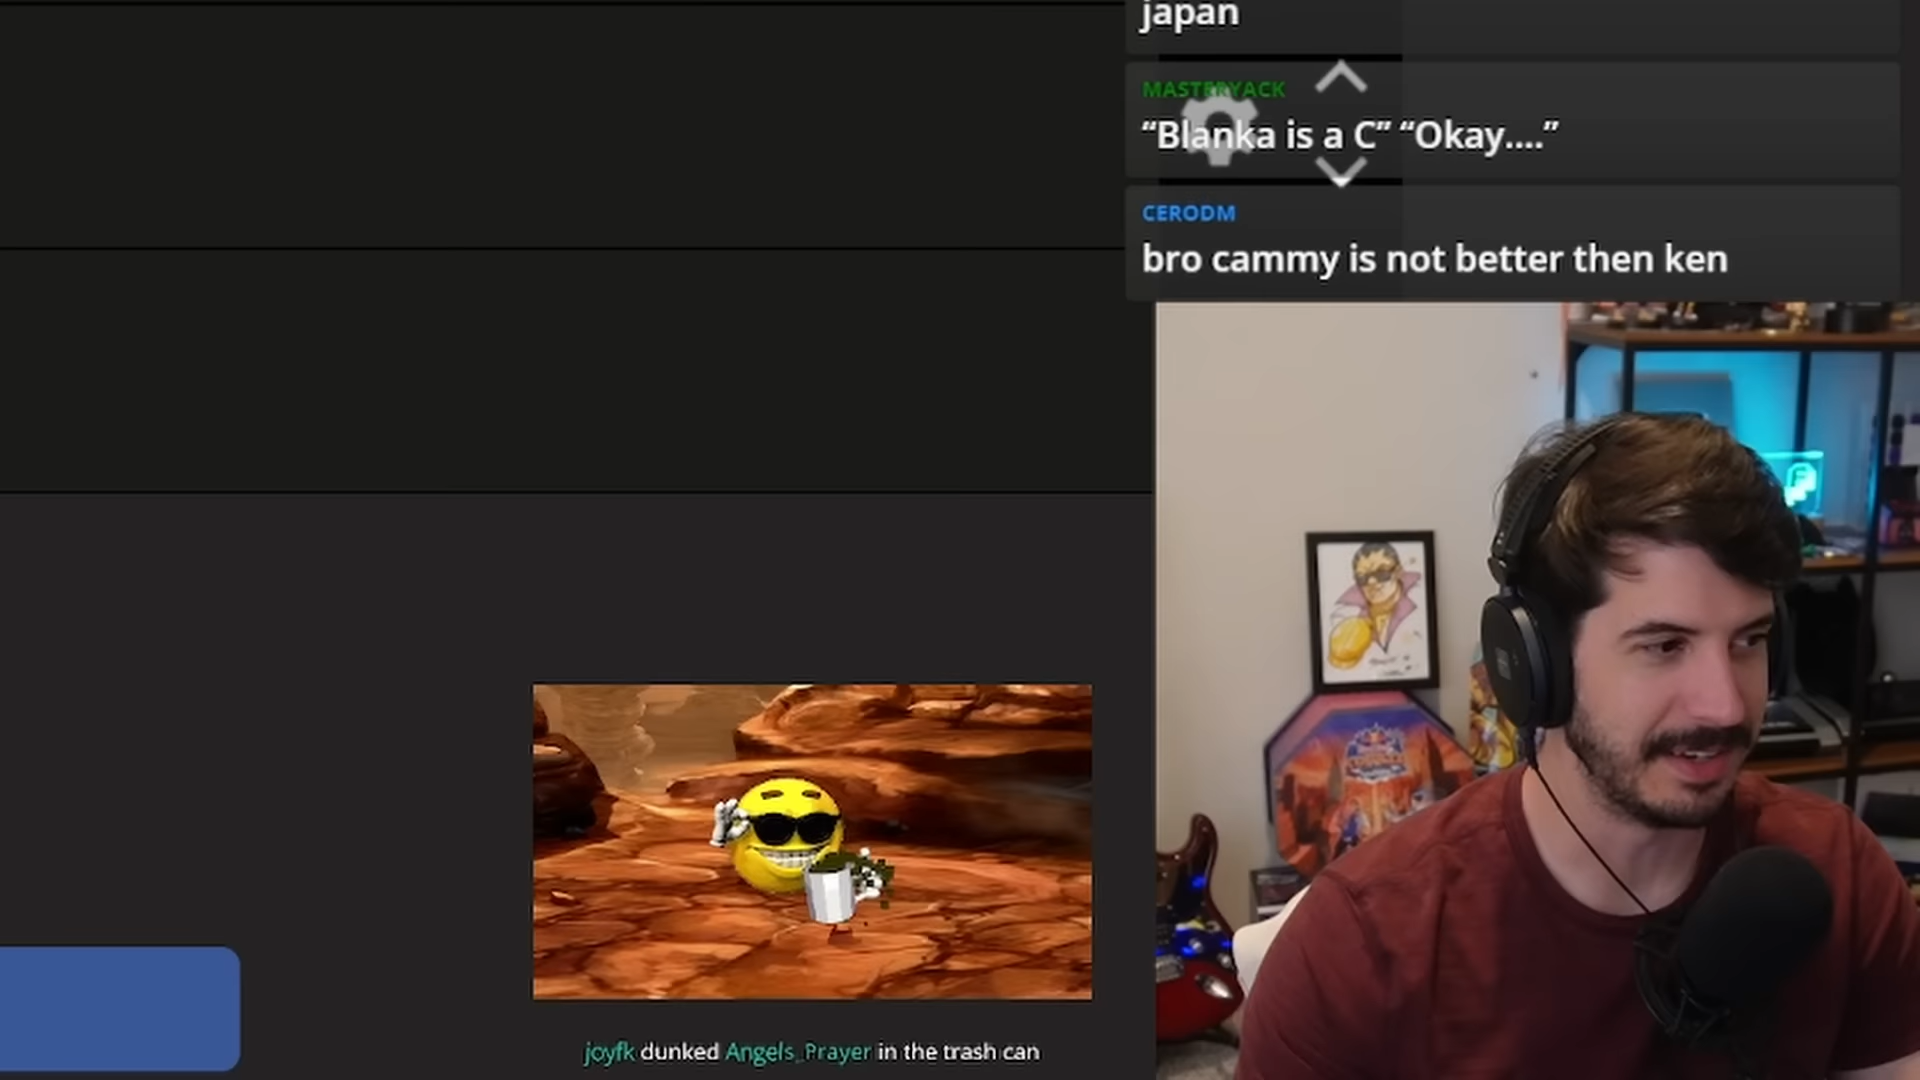 japan
MASTERYACK
“Blanka is a C” “Okay....”
CERODM
bro cammy is not better then ken
joyfk dunked Angels_Prayer in the trash can